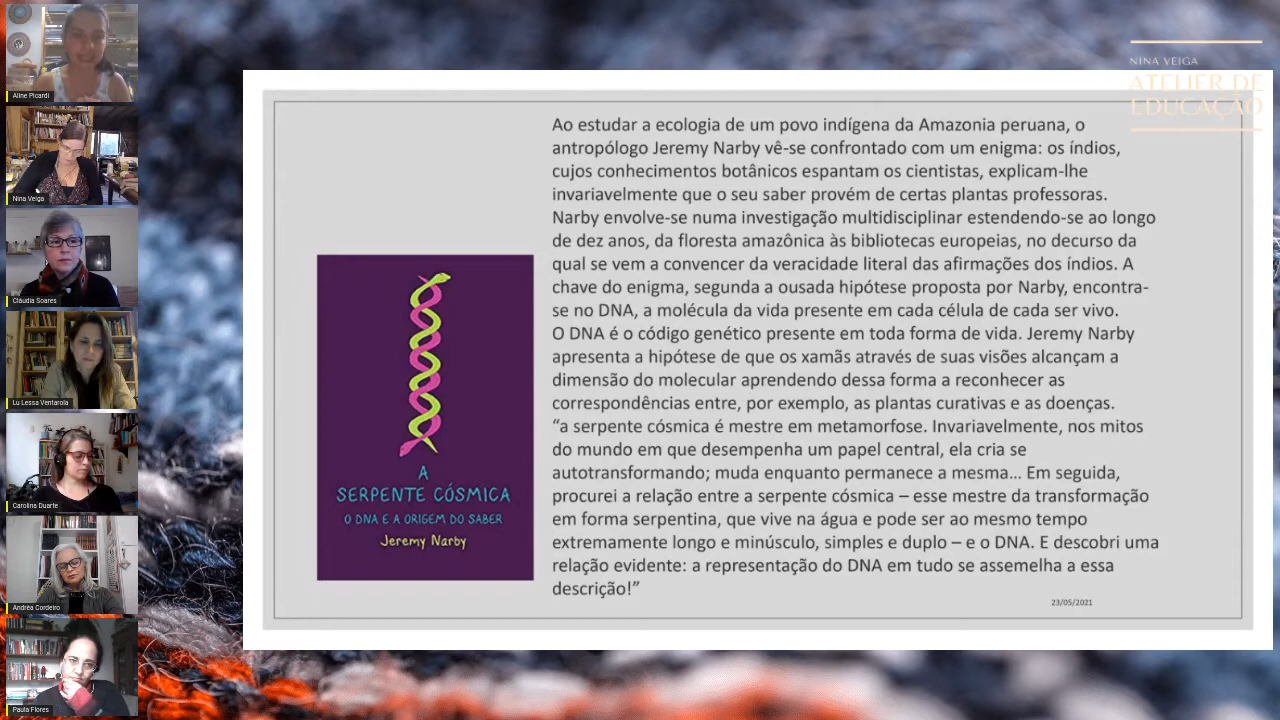 Aline Picardi
Nina Veiga
Cláudia Soares
Lu Lessa Ventarola
Carolina Duarte
Andréa Cordeiro
Paula Flores
NINA VEIGA
ATELIER DE
EDUCAÇÃO
Ao estudar a ecologia de um povo indígena da Amazonia peruana, o
antropólogo Jeremy Narby vê-se confrontado com um enigma: os índios,
cujos conhecimentos botânicos espantam os cientistas, explicam-lhe
invariavelmente que o seu saber provém de certas plantas professoras.
Narby envolve-se numa investigação multidisciplinar estendendo-se ao longo
de dez anos, da floresta amazônica às bibliotecas europeias, no decurso da
qual se vem a convencer da veracidade literal das afirmações dos índios. A
chave do enigma, segunda a ousada hipótese proposta por Narby, encontra-
se no DNA, a molécula da vida presente em cada célula de cada ser vivo.
O DNA é o código genético presente em toda forma de vida. Jeremy Narby
apresenta a hipótese de que os xamãs através de suas visões alcançam a
dimensão do molecular aprendendo dessa forma a reconhecer as
correspondências entre, por exemplo, as plantas curativas e as doenças.
“a serpente cósmica é mestre em metamorfose. Invariavelmente, nos mitos
do mundo em que desempenha um papel central, ela cria se
autotransformando; muda enquanto permanece a mesma... Em seguida,
procurei a relação entre a serpente cósmica – esse mestre da transformação
em forma serpentina, que vive na água e pode ser ao mesmo tempo
extremamente longo e minúsculo, simples e duplo – e o DNA. E descobri uma
relação evidente: a representação do DNA em tudo se assemelha a essa
descrição!”
A
SERPENTE CÓSMICA
O DNA E A ORIGEM DO SABER
Jeremy Narby
23/05/2021